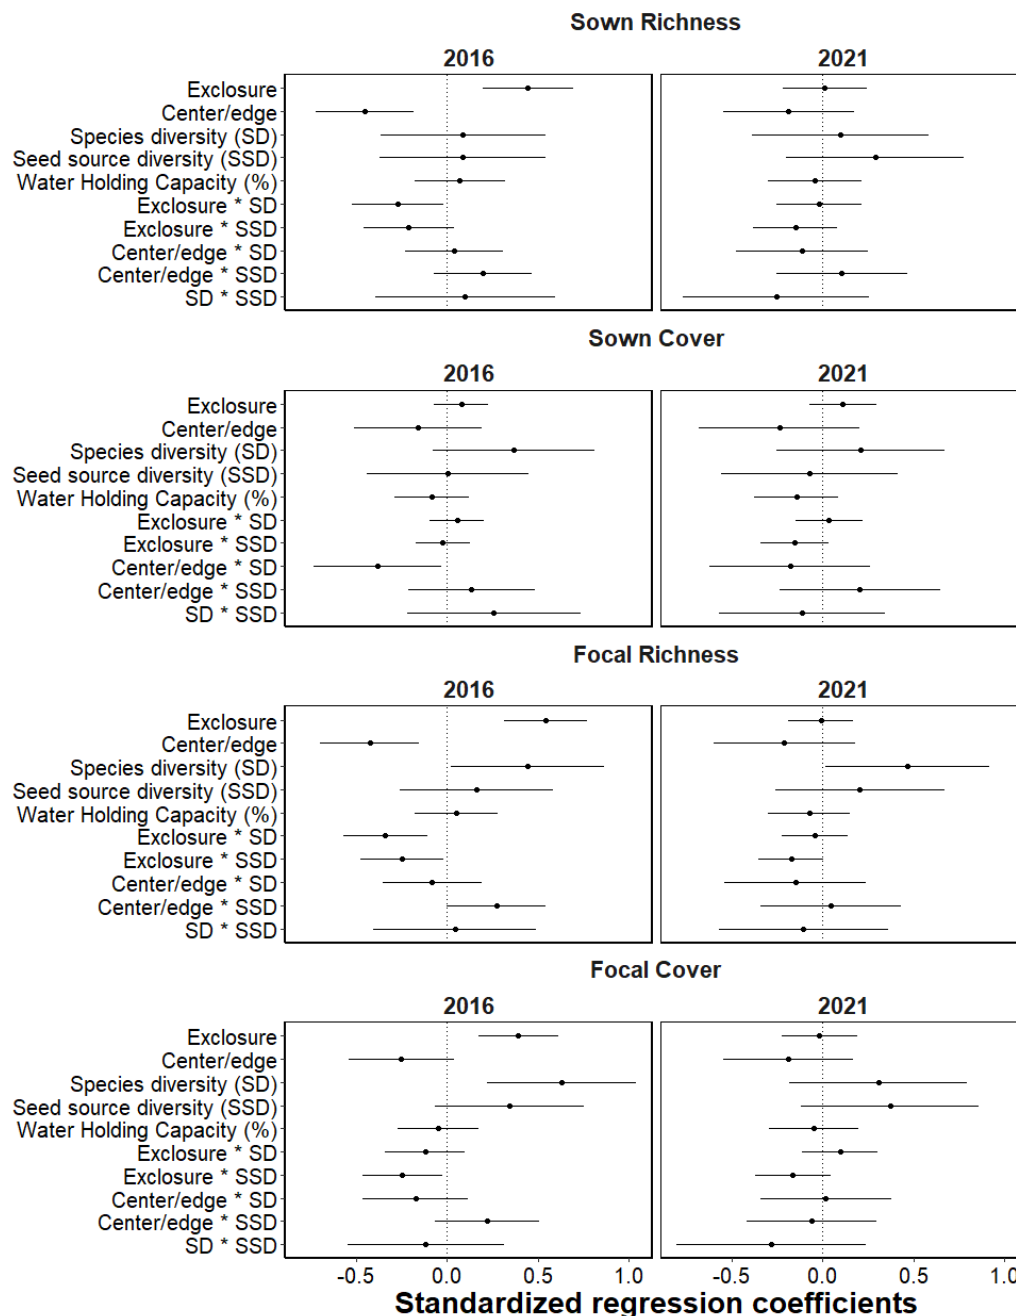 Sown Richness
2016
2021
Exclosure
Center/edge
Species diversity (SD)
Seed source diversity (SSD)
Water Holding Capacity (%)
Exclosure * SD
Exclosure * SSD
Center/edge * SD
Center/edge * SSD
SD * SSD
Sown Cover
2016
2021
Exclosure
Center/edge
Species diversity (SD)
Seed source diversity (SSD)
Water Holding Capacity (%)
Exclosure * SD
Exclosure * SSD
Center/edge * SD
Center/edge * SSD
SD * SSD
Focal Richness
2016
2021
Exclosure
Center/edge
Species diversity (SD)
Seed source diversity (SSD)
Water Holding Capacity (%)
Exclosure * SD
Exclosure * SSD
Center/edge * SD
Center/edge * SSD
SD * SSD
Focal Cover
2016
2021
Exclosure
Center/edge
Species diversity (SD)
Seed source diversity (SSD)
Water Holding Capacity (%)
Exclosure * SD
Exclosure * SSD
Center/edge * SD
Center/edge * SSD
SD * SSD
-0.5 0.0 0.5 1.0
-0.5 0.0 0.5 1.0
Standardized regression coefficients